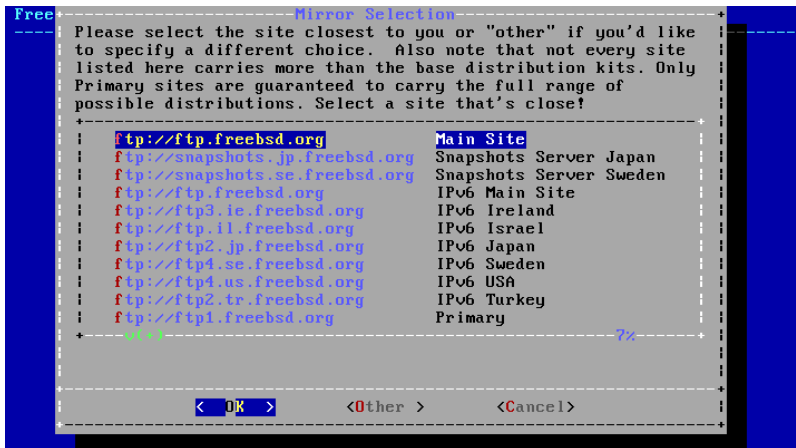 Free
Mirror Selection
Please select the site closest to you or "other" if you'd like
to specify a different choice.  Also note that not every site
listed here carries more than the base distribution kits. Only
Primary sites are guaranteed to carry the full range of
possible distributions. Select a site that's close!
ftp://ftp.freebsd.org Main Site
ftp://snapshots.jp.freebsd.org Snapshots Server Japan
ftp://snapshots.se.freebsd.org Snapshots Server Sweden
ftp://ftp.freebsd.org IPv6 Main Site
ftp://ftp3.ie.freebsd.org IPv6 Ireland
ftp://ftp.il.freebsd.org IPv6 Israel
ftp://ftp2.jp.freebsd.org IPv6 Japan
ftp://ftp4.se.freebsd.org IPv6 Sweden
ftp://ftp4.us.freebsd.org IPv6 USA
ftp://ftp2.tr.freebsd.org IPv6 Turkey
ftp://ftp1.freebsd.org Primary
v(+) 7%
<  OK  > <Other > <Cancel>